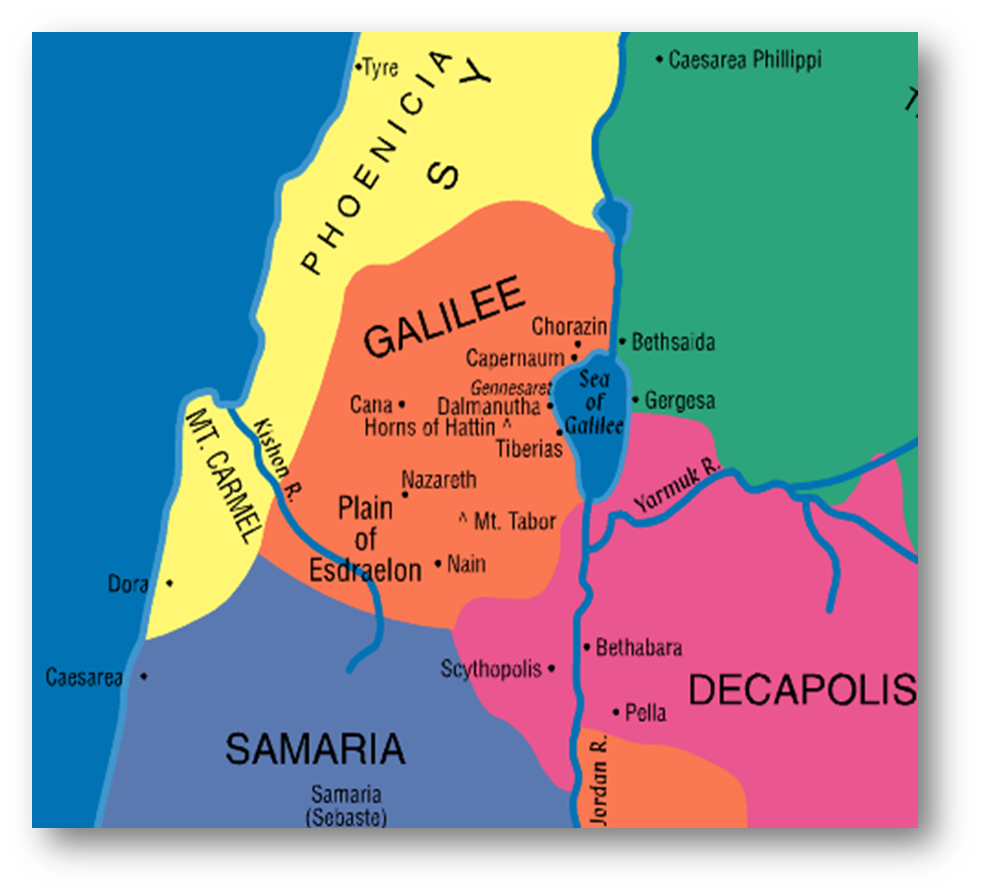 Tyre
Caesarea Phillippi
PHOENICIA
S Y
GALILEE
Chorazin
Bethsaida
Capernaum
Sea
of
Galilee
Gennesaret
Gergesa
Cana
Dalmanutha
Horns of Hattin ^
Tiberias
MT. CARMEL
Kishon R.
Yarmuk R.
Nazareth
Plain
of
Esdraelon
^ Mt. Tabor
Nain
Dora
Bethabara
Scythopolis
Caesarea
DECAPOLIS
Pella
SAMARIA
Jordan R.
Samaria
(Sebaste)